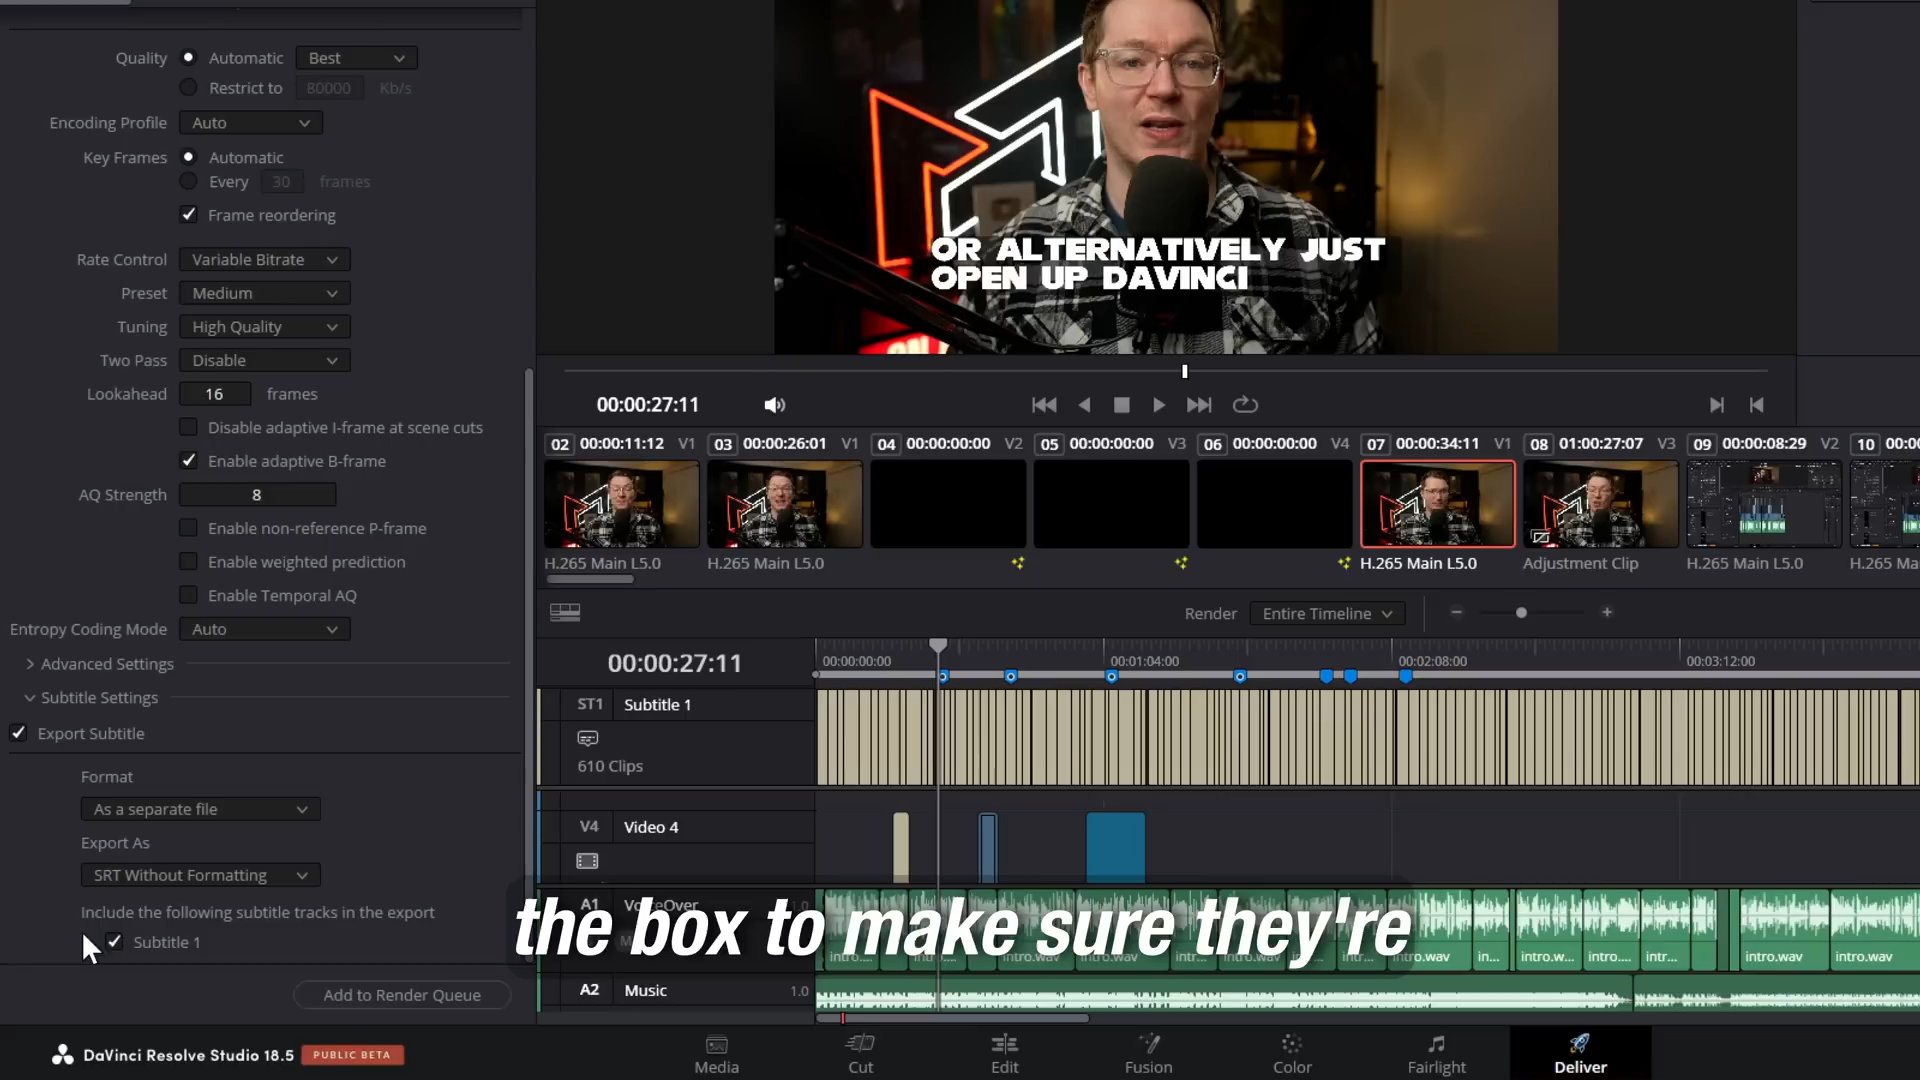 Quality Automatic Best
Restrict to 80000 Kb/s
Encoding Profile Auto
Key Frames Automatic
Every 30 frames
Frame reordering
Rate Control Variable Bitrate
Preset Medium
Tuning High Quality
Two Pass Disable
Lookahead 16 frames
Disable adaptive I-frame at scene cuts
Enable adaptive B-frame
AQ Strength 8
Enable non-reference P-frame
Enable weighted prediction
Enable Temporal AQ
Entropy Coding Mode Auto
Advanced Settings
Subtitle Settings
Export Subtitle
Format
As a separate file
Export As
SRT Without Formatting
Include the following subtitle tracks in the export
Subtitle 1
Add to Render Queue
OR ALTERNATIVELY JUST
OPEN UP DAVINCI
00:00:27:11
02 00:00:11:12 V1 03 00:00:26:01 V1 04 00:00:00:00 V2 05 00:00:00:00 V3 06 00:00:00:00 V4 07 00:00:34:11 V1 08 01:00:27:07 V3 09 00:00:08:29 V2 10
H.265 Main L5.0 H.265 Main L5.0 H.265 Main L5.0 Adjustment Clip H.265 Main L5.0
Render Entire Timeline
00:00:27:11 00:00:00:00 00:01:04:00 00:02:08:00 00:03:12:00
ST1 Subtitle 1
610 Clips
V4 Video 4
A1 VoiceOver 1.0
the box to make sure they're
intro.wav intro.w... intro.... intr... intro.wav intro.wav
A2 Music 1.0
DaVinci Resolve Studio 18.5 PUBLIC BETA
Media Cut Edit Fusion Color Fairlight Deliver